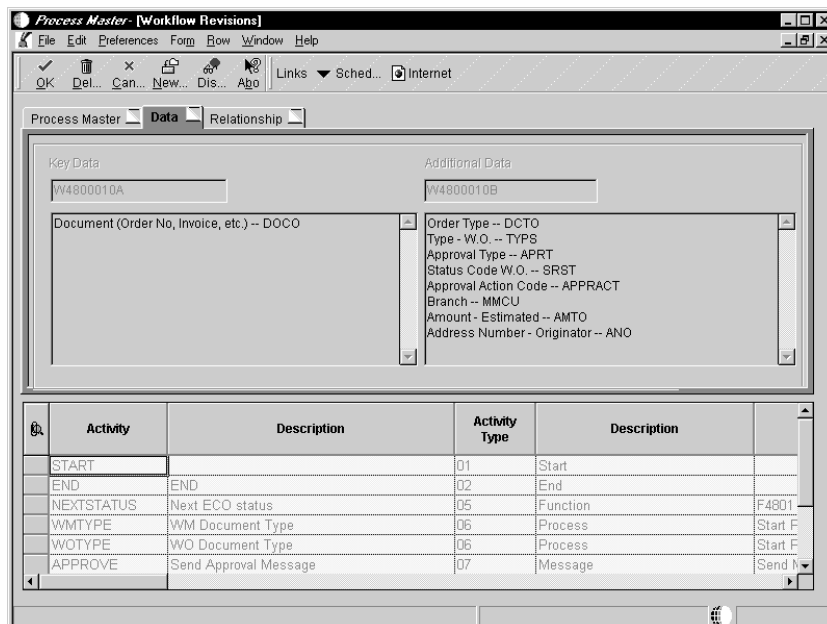 Process Master - [Workflow Revisions]
File Edit Preferences Form Row Window Help
OK Del... Can... New... Dis... Abo Links Sched... Internet
Process Master Data Relationship
Key Data Additional Data
W4800010A W4800010B
Document (Order No, Invoice, etc.) -- DOCO
Order Type -- DCTO
Type - W.O. -- TYPS
Approval Type -- APRT
Status Code W.O. -- SRST
Approval Action Code -- APPRACT
Branch -- MMCU
Amount - Estimated -- AMTO
Address Number - Originator -- ANO
Activity Description Activity Type Description
START 01 Start
END END 02 End
NEXTSTATUS Next ECO status 05 Function F4801
WMTYPE WM Document Type 06 Process Start F
WOTYPE WO Document Type 06 Process Start F
APPROVE Send Approval Message 07 Message Send M